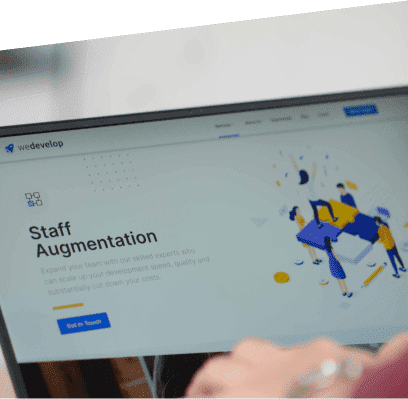 wedevelop
Staff
Augmentation
Expand your team with our skilled experts who
can scale up your development speed, quality and
substantially cut down your costs.
Get In Touch